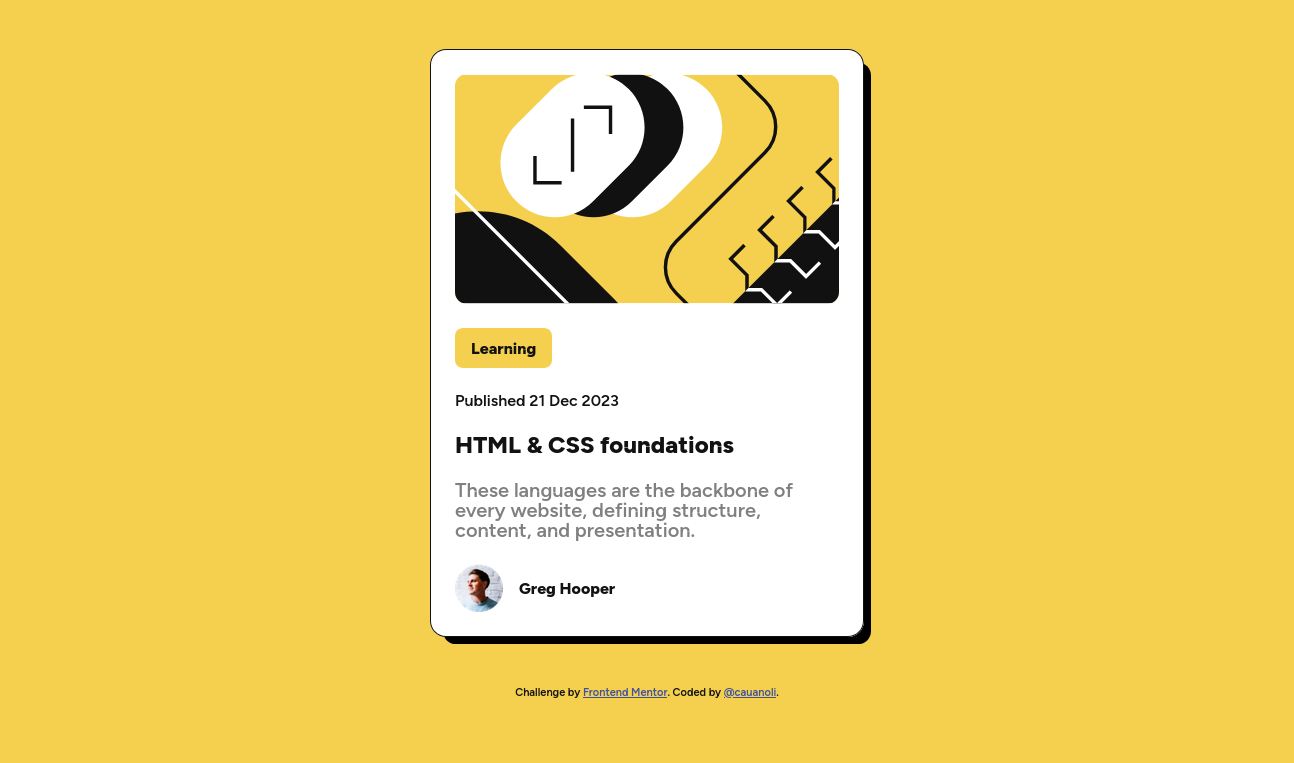 Learning
Published 21 Dec 2023
HTML & CSS foundations
These languages are the backbone of
every website, defining structure,
content, and presentation.
Greg Hooper
Challenge by Frontend Mentor. Coded by @cauanoli.